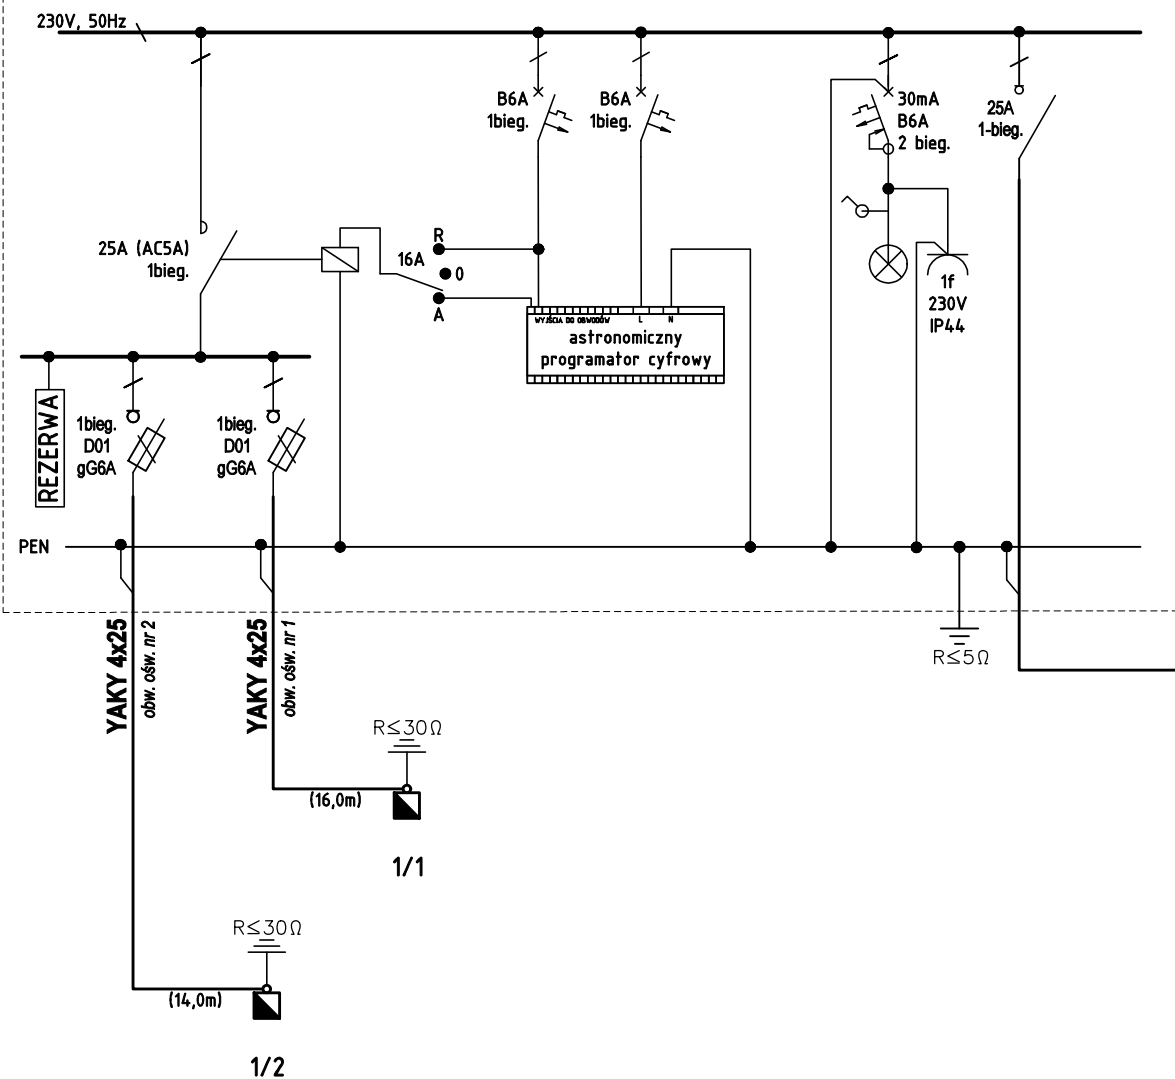 230V, 50Hz
B6A
1bieg.
B6A
1bieg.
30mA
B6A
2 bieg.
25A
1-bieg.
25A (AC5A)
1bieg.
R
16A
0
A
WYJŚCIA DO OBWODÓW
L
N
astronomiczny
programator cyfrowy
1f
230V
IP44
REZERWA
1bieg.
D01
gG6A
1bieg.
D01
gG6A
PEN
YAKY 4x25
obw. ośw. nr 2
YAKY 4x25
obw. ośw. nr 1
R≤5Ω
R≤30Ω
(16,0m)
1/1
R≤30Ω
(14,0m)
1/2